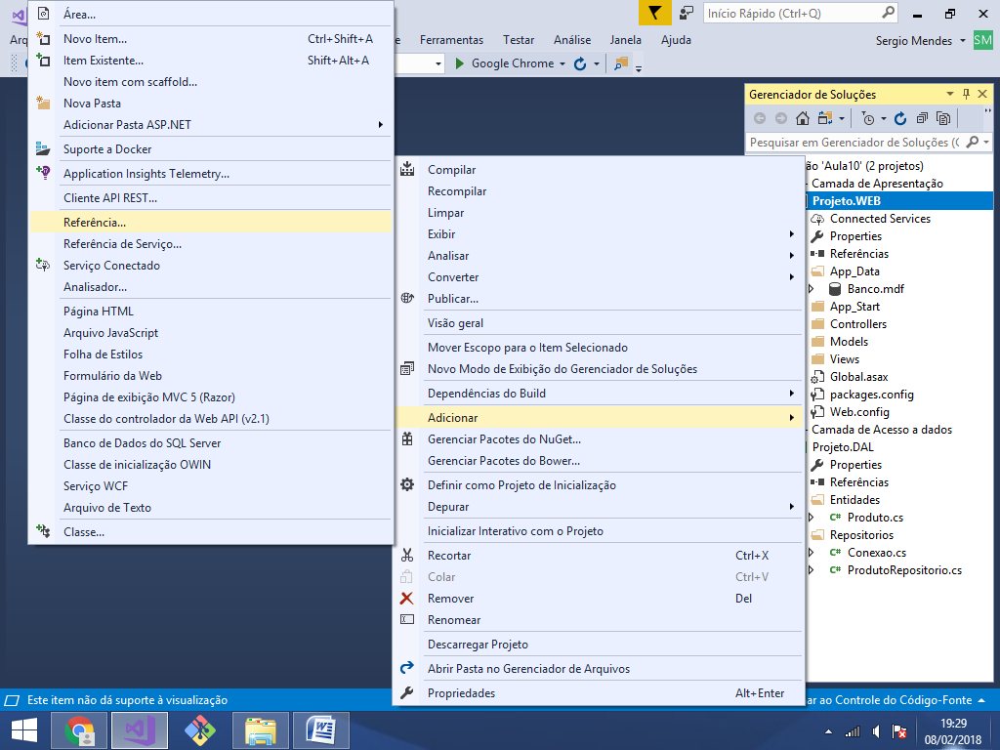 Início Rápido (Ctrl+Q)
Ferramentas Testar Análise Janela Ajuda
Sergio Mendes SM
Google Chrome
Área...
Novo Item... Ctrl+Shift+A
Item Existente... Shift+Alt+A
Novo item com scaffold...
Nova Pasta
Adicionar Pasta ASP.NET
Suporte a Docker
Application Insights Telemetry...
Cliente API REST...
Referência...
Referência de Serviço...
Serviço Conectado
Analisador...
Página HTML
Arquivo JavaScript
Folha de Estilos
Formulário da Web
Página de exibição MVC 5 (Razor)
Classe do controlador da Web API (v2.1)
Banco de Dados do SQL Server
Classe de inicialização OWIN
Serviço WCF
Arquivo de Texto
Classe...
Compilar
Recompilar
Limpar
Exibir
Analisar
Converter
Publicar...
Visão geral
Mover Escopo para o Item Selecionado
Novo Modo de Exibição do Gerenciador de Soluções
Dependências do Build
Adicionar
Gerenciar Pacotes do NuGet...
Gerenciar Pacotes do Bower...
Definir como Projeto de Inicialização
Depurar
Inicializar Interativo com o Projeto
Recortar Ctrl+X
Colar Ctrl+V
Remover Del
Renomear
Descarregar Projeto
Abrir Pasta no Gerenciador de Arquivos
Propriedades Alt+Enter
Gerenciador de Soluções
Pesquisar em Gerenciador de Soluções (C
ão 'Aula10' (2 projetos)
Camada de Apresentação
Projeto.WEB
Connected Services
Properties
Referências
App_Data
Banco.mdf
App_Start
Controllers
Models
Views
Global.asax
packages.config
Web.config
Camada de Acesso a dados
Projeto.DAL
Properties
Referências
Entidades
C# Produto.cs
Repositorios
C# Conexao.cs
C# ProdutoRepositorio.cs
Este item não dá suporte à visualização
ar ao Controle do Código-Fonte
19:29
08/02/2018